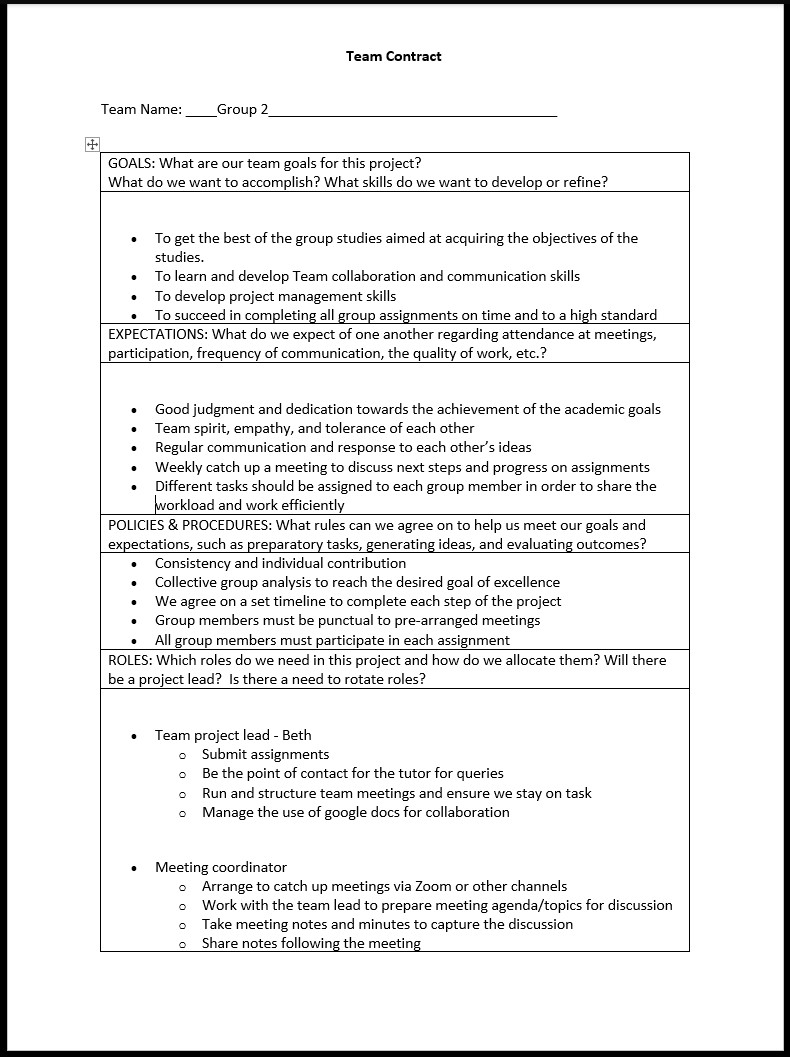 Team Contract
Team Name: ____Group 2____________________________________
GOALS: What are our team goals for this project?
What do we want to accomplish? What skills do we want to develop or refine?
• To get the best of the group studies aimed at acquiring the objectives of the
studies.
• To learn and develop Team collaboration and communication skills
• To develop project management skills
• To succeed in completing all group assignments on time and to a high standard
EXPECTATIONS: What do we expect of one another regarding attendance at meetings,
participation, frequency of communication, the quality of work, etc.?
• Good judgment and dedication towards the achievement of the academic goals
• Team spirit, empathy, and tolerance of each other
• Regular communication and response to each other’s ideas
• Weekly catch up a meeting to discuss next steps and progress on assignments
• Different tasks should be assigned to each group member in order to share the
workload and work efficiently
POLICIES & PROCEDURES: What rules can we agree on to help us meet our goals and
expectations, such as preparatory tasks, generating ideas, and evaluating outcomes?
• Consistency and individual contribution
• Collective group analysis to reach the desired goal of excellence
• We agree on a set timeline to complete each step of the project
• Group members must be punctual to pre-arranged meetings
• All group members must participate in each assignment
ROLES: Which roles do we need in this project and how do we allocate them? Will there
be a project lead?  Is there a need to rotate roles?
• Team project lead - Beth
o Submit assignments
o Be the point of contact for the tutor for queries
o Run and structure team meetings and ensure we stay on task
o Manage the use of google docs for collaboration
• Meeting coordinator
o Arrange to catch up meetings via Zoom or other channels
o Work with the team lead to prepare meeting agenda/topics for discussion
o Take meeting notes and minutes to capture the discussion
o Share notes following the meeting